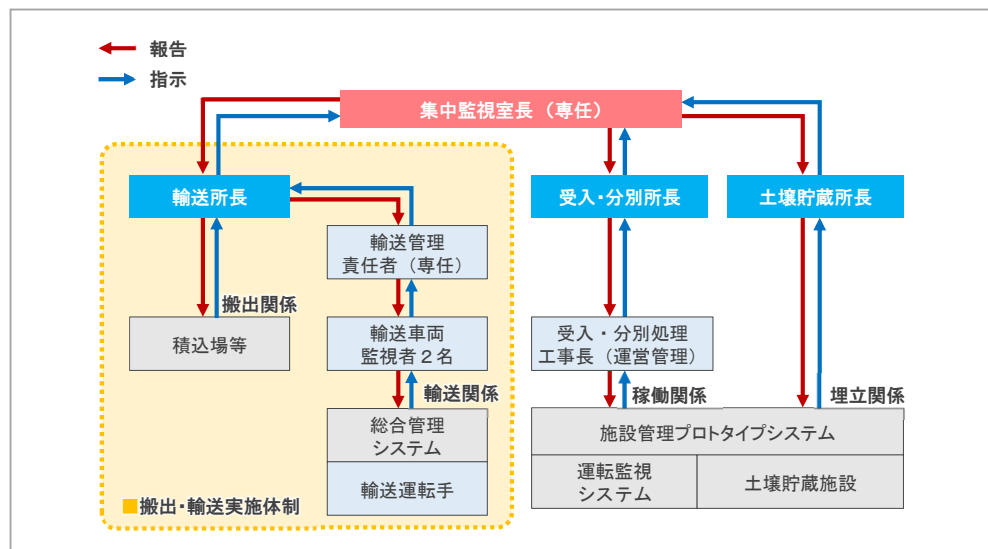 報告
指示
集中監視室長（専任）
輸送所長
受入・分別所長
土壌貯蔵所長
輸送管理
責任者（専任）
搬出関係
積込場等
輸送車両
監視者２名
受入・分別処理
工事長（運営管理）
輸送関係
稼働関係
埋立関係
総合管理
システム
輸送運転手
施設管理プロトタイプシステム
運転監視
システム
土壌貯蔵施設
■搬出・輸送実施体制